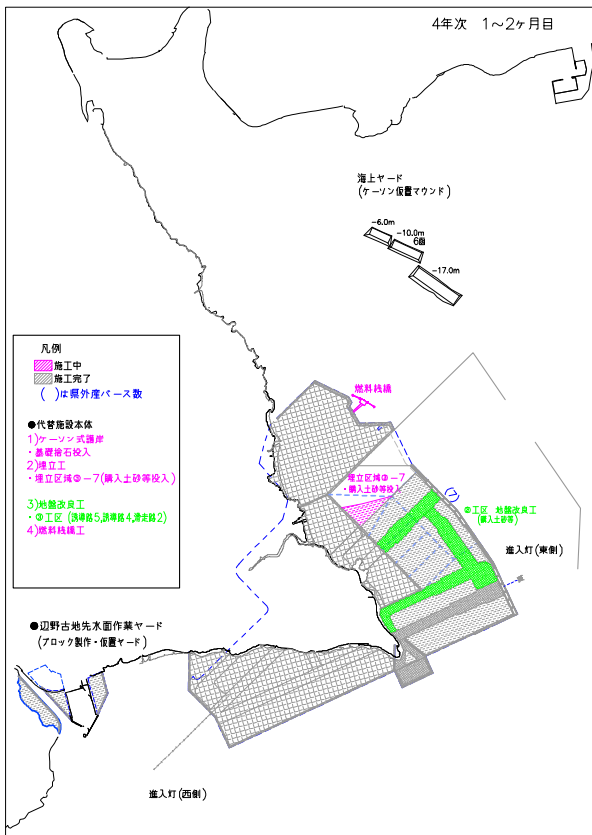 4年次 1～2ヶ月目
海上ヤード
(ケーソン仮置マウンド)
-6.0m
-10.0m
6函
-17.0m
凡例
施工中
施工完了
( )は県外産バース数
●代替施設本体
1)ケーソン式護岸
・基礎捨石投入
2)埋立工
・埋立区域②-7(購入土砂等投入)
3)地盤改良工
・②工区 (誘導路5,誘導路4,滑走路2)
4)燃料桟橋工
燃料桟橋
埋立区域②-7
・購入土砂等投入
(7)
②工区 地盤改良工
(購入土砂等)
進入灯(東側)
●辺野古地先水面作業ヤード
(ブロック製作・仮置ヤード)
進入灯(西側)